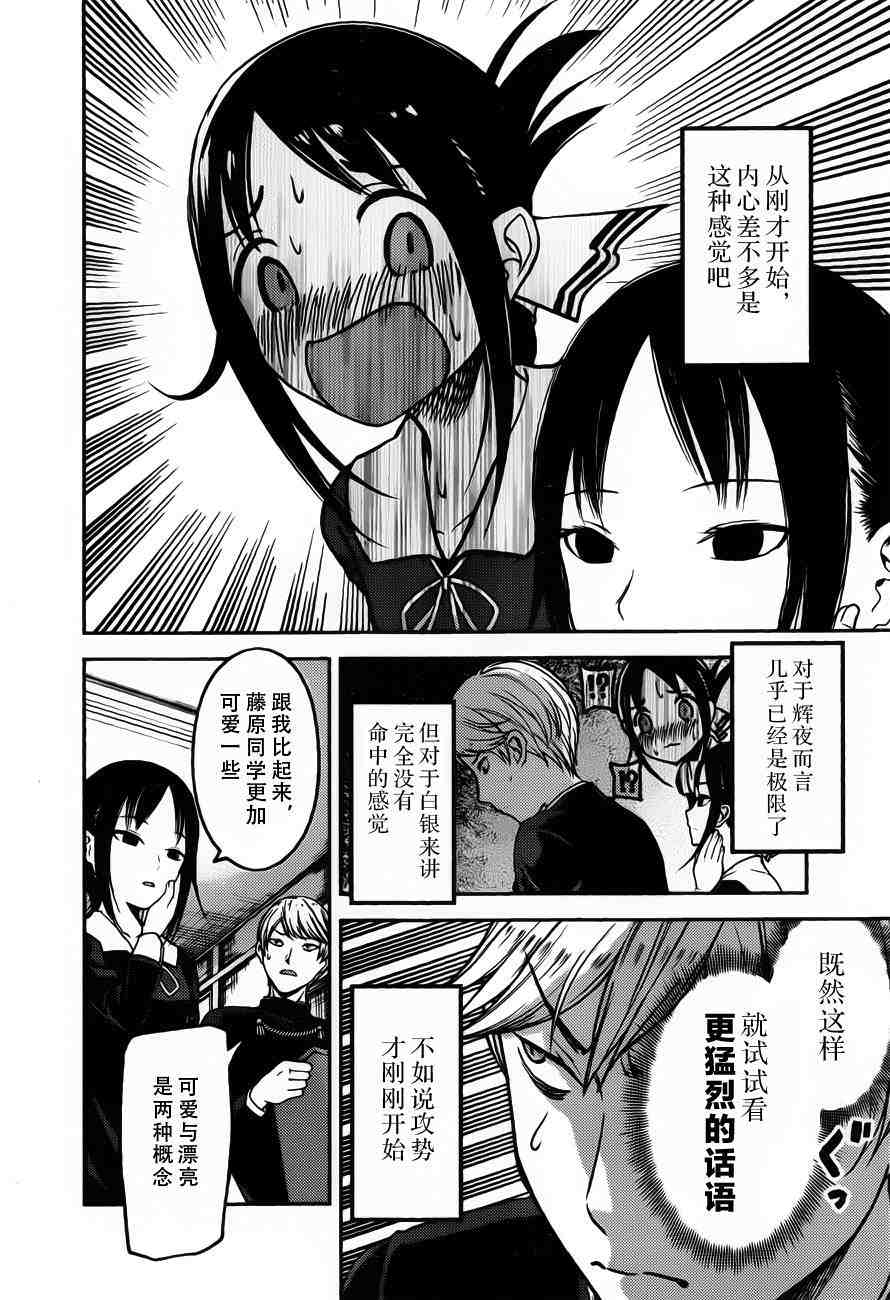 从刚才开始，
内心差不多是
这种感觉吧
对于辉夜而言
几乎已经是极限了
!?
!?
但对于白银来讲
完全没有
命中的感觉
跟我比起来，
藤原同学更加
可爱一些
可爱与漂亮
是两种概念
既然这样
就试试看
更猛烈的话语
ぐっ
不如说攻势
才刚刚开始